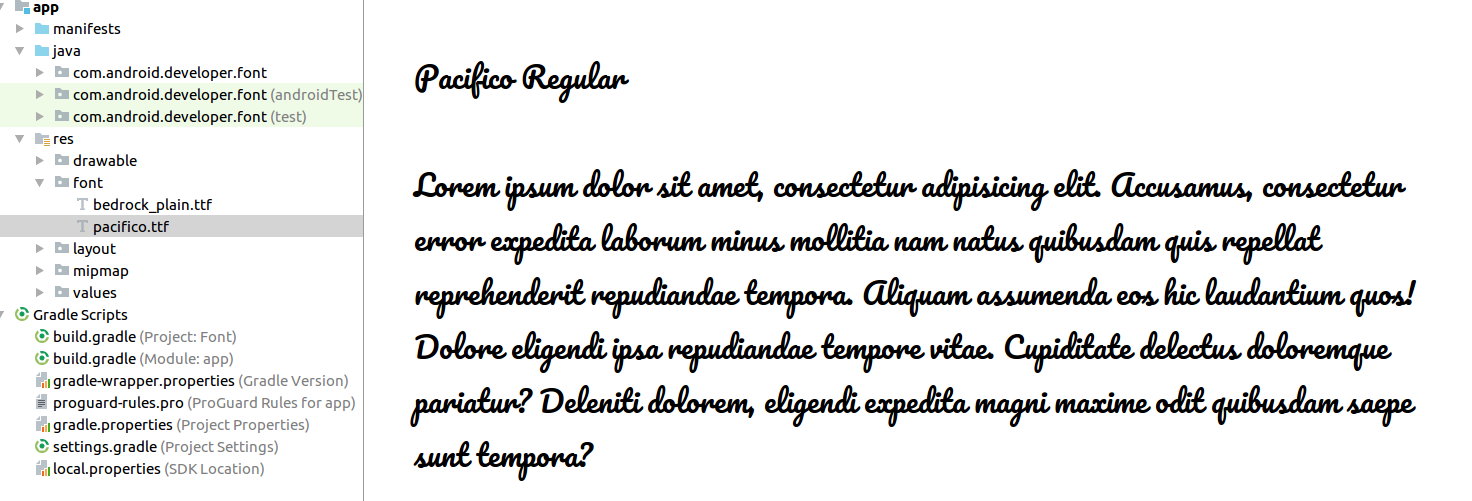 app
manifests
java
com.android.developer.font
com.android.developer.font (androidTest)
com.android.developer.font (test)
res
drawable
font
bedrock_plain.ttf
pacifico.ttf
layout
mipmap
values
Gradle Scripts
build.gradle (Project: Font)
build.gradle (Module: app)
gradle-wrapper.properties (Gradle Version)
proguard-rules.pro (ProGuard Rules for app)
gradle.properties (Project Properties)
settings.gradle (Project Settings)
local.properties (SDK Location)
Pacifico Regular
Lorem ipsum dolor sit amet, consectetur adipisicing elit. Accusamus, consectetur
error expedita laborum minus mollitia nam natus quibusdam quis repellat
reprehenderit repudiandae tempora. Aliquam assumenda eos hic laudantium quos!
Dolore eligendi ipsa repudiandae tempore vitae. Cupiditate delectus doloremque
pariatur? Deleniti dolorem, eligendi expedita magni maxime odit quibusdam saepe
sunt tempora?